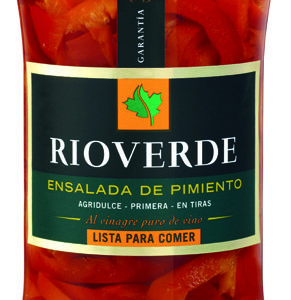 GARANTÍA
RIOVERDE
ENSALADA DE PIMIENTO
AGRIDULCE - PRIMERA - EN TIRAS
Al vinagre puro de vino
LISTA PARA COMER